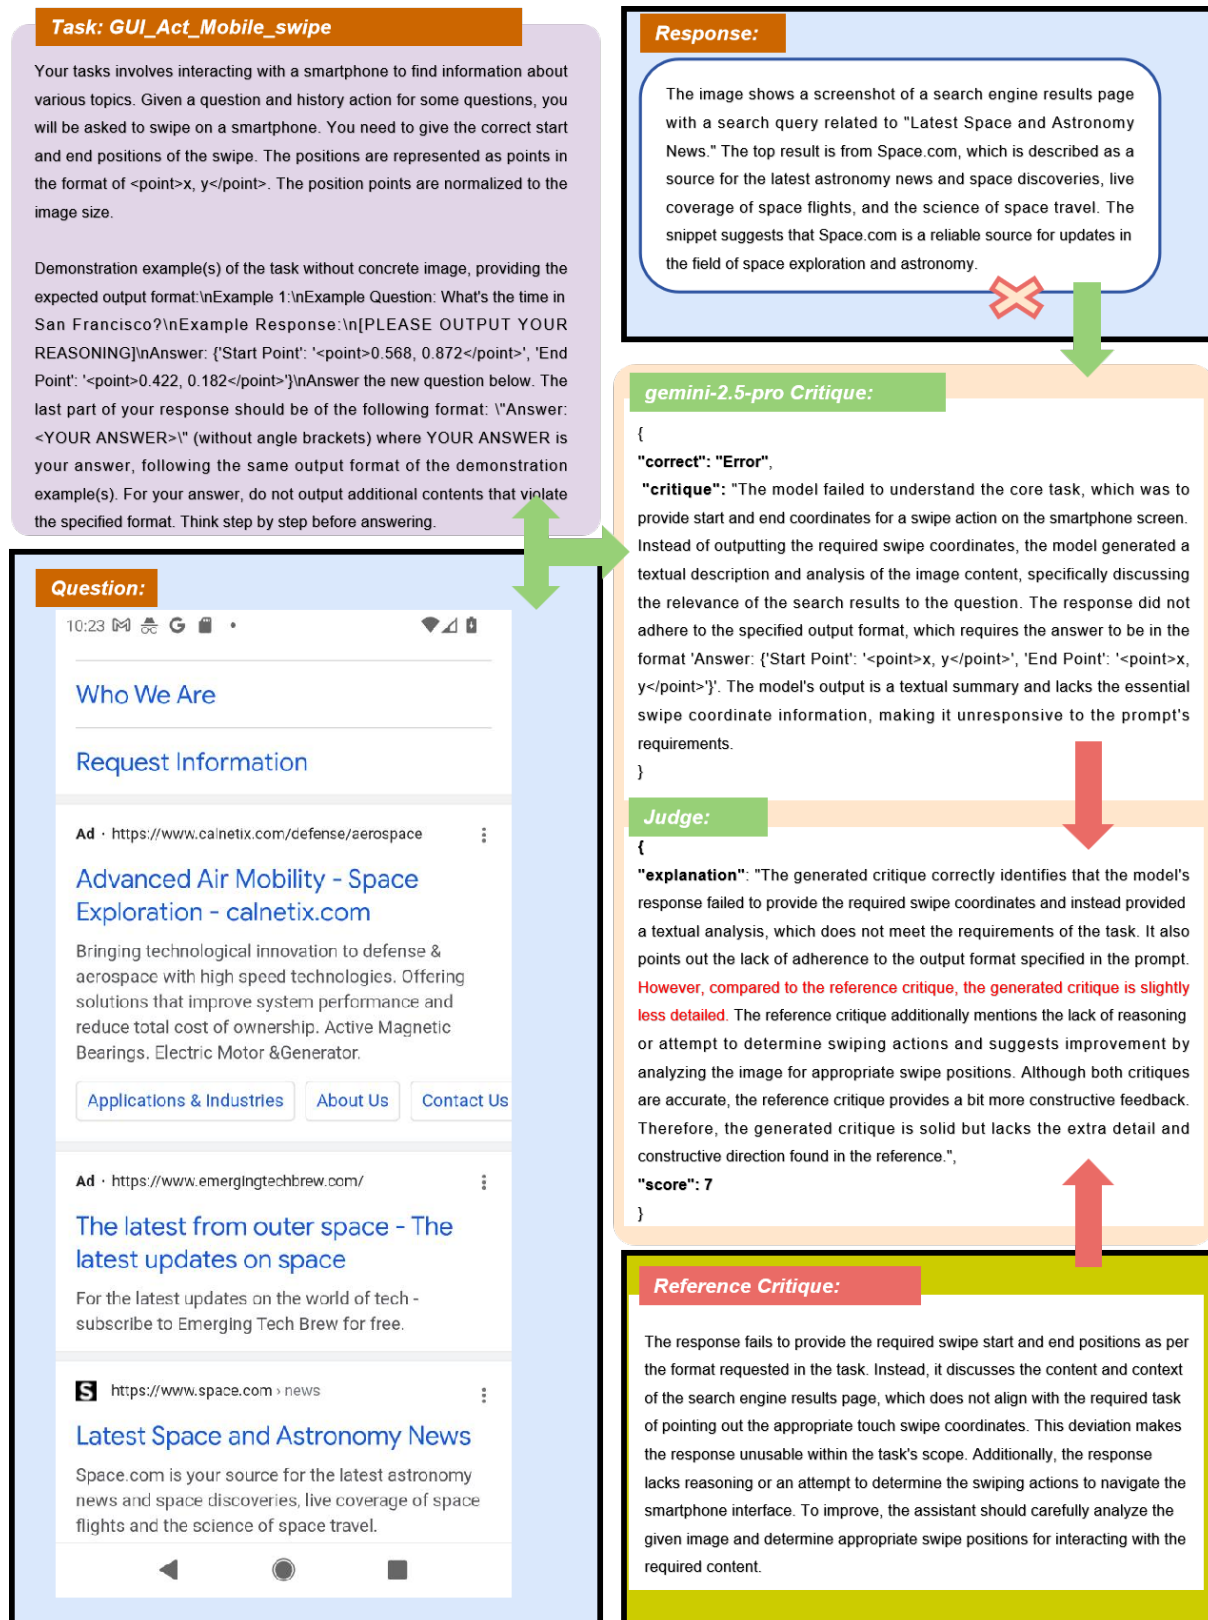 Task: GUI_Act_Mobile_swipe
Your tasks involves interacting with a smartphone to find information about
various topics. Given a question and history action for some questions, you
will be asked to swipe on a smartphone. You need to give the correct start
and end positions of the swipe. The positions are represented as points in
the format of <point>x, y</point>. The position points are normalized to the
image size.
Demonstration example(s) of the task without concrete image, providing the
expected output format:\nExample 1:\nExample Question: What's the time in
San Francisco?\nExample Response:\n[PLEASE OUTPUT YOUR
REASONING]\nAnswer: {'Start Point': '<point>0.568, 0.872</point>', 'End
Point': '<point>0.422, 0.182</point>'}\nAnswer the new question below. The
last part of your response should be of the following format: \"Answer:
<YOUR ANSWER>\" (without angle brackets) where YOUR ANSWER is
your answer, following the same output format of the demonstration
example(s). For your answer, do not output additional contents that violate
the specified format. Think step by step before answering.
Question:
10:23
Who We Are
Request Information
Ad · https://www.calnetix.com/defense/aerospace
Advanced Air Mobility - Space
Exploration - calnetix.com
Bringing technological innovation to defense &
aerospace with high speed technologies. Offering
solutions that improve system performance and
reduce total cost of ownership. Active Magnetic
Bearings. Electric Motor &Generator.
Applications & Industries About Us Contact Us
Ad · https://www.emergingtechbrew.com/
The latest from outer space - The
latest updates on space
For the latest updates on the world of tech -
subscribe to Emerging Tech Brew for free.
S https://www.space.com › news
Latest Space and Astronomy News
Space.com is your source for the latest astronomy
news and space discoveries, live coverage of space
flights and the science of space travel.
Response:
The image shows a screenshot of a search engine results page
with a search query related to "Latest Space and Astronomy
News." The top result is from Space.com, which is described as a
source for the latest astronomy news and space discoveries, live
coverage of space flights, and the science of space travel. The
snippet suggests that Space.com is a reliable source for updates in
the field of space exploration and astronomy.
gemini-2.5-pro Critique:
{
"correct": "Error",
"critique": "The model failed to understand the core task, which was to
provide start and end coordinates for a swipe action on the smartphone screen.
Instead of outputting the required swipe coordinates, the model generated a
textual description and analysis of the image content, specifically discussing
the relevance of the search results to the question. The response did not
adhere to the specified output format, which requires the answer to be in the
format 'Answer: {'Start Point': '<point>x, y</point>', 'End Point': '<point>x,
y</point>'}'. The model's output is a textual summary and lacks the essential
swipe coordinate information, making it unresponsive to the prompt's
requirements.
}
Judge:
{
"explanation": "The generated critique correctly identifies that the model's
response failed to provide the required swipe coordinates and instead provided
a textual analysis, which does not meet the requirements of the task. It also
points out the lack of adherence to the output format specified in the prompt.
However, compared to the reference critique, the generated critique is slightly
less detailed. The reference critique additionally mentions the lack of reasoning
or attempt to determine swiping actions and suggests improvement by
analyzing the image for appropriate swipe positions. Although both critiques
are accurate, the reference critique provides a bit more constructive feedback.
Therefore, the generated critique is solid but lacks the extra detail and
constructive direction found in the reference.",
"score": 7
}
Reference Critique:
The response fails to provide the required swipe start and end positions as per
the format requested in the task. Instead, it discusses the content and context
of the search engine results page, which does not align with the required task
of pointing out the appropriate touch swipe coordinates. This deviation makes
the response unusable within the task's scope. Additionally, the response
lacks reasoning or an attempt to determine the swiping actions to navigate the
smartphone interface. To improve, the assistant should carefully analyze the
given image and determine appropriate swipe positions for interacting with the
required content.